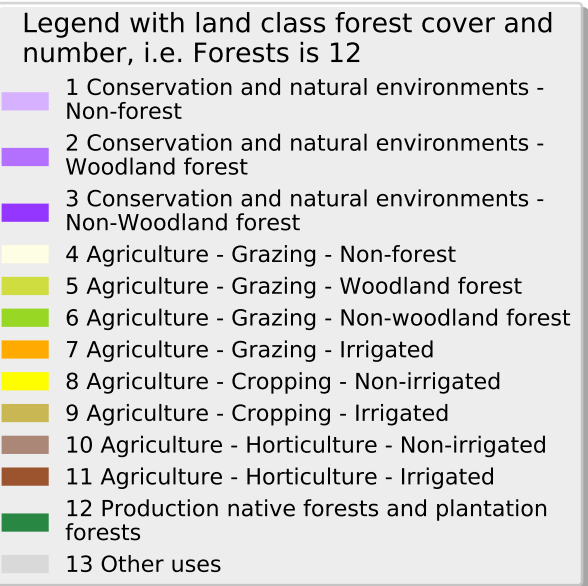 Legend with land class forest cover and
number, i.e. Forests is 12
1 Conservation and natural environments -
Non-forest
2 Conservation and natural environments -
Woodland forest
3 Conservation and natural environments -
Non-Woodland forest
4 Agriculture - Grazing - Non-forest
5 Agriculture - Grazing - Woodland forest
6 Agriculture - Grazing - Non-woodland forest
7 Agriculture - Grazing - Irrigated
8 Agriculture - Cropping - Non-irrigated
9 Agriculture - Cropping - Irrigated
10 Agriculture - Horticulture - Non-irrigated
11 Agriculture - Horticulture - Irrigated
12 Production native forests and plantation
forests
13 Other uses